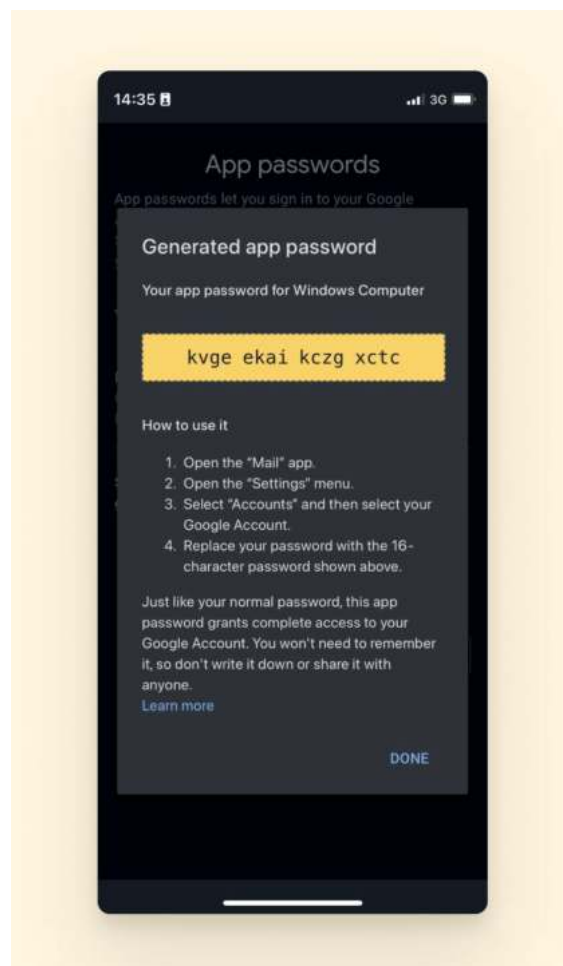 14:35
3G
App passwords
App passwords let you sign in to your Google
Generated app password
Your app password for Windows Computer
kvge ekai kczg xctc
How to use it
1. Open the “Mail” app.
2. Open the “Settings” menu.
3. Select “Accounts” and then select your
Google Account.
4. Replace your password with the 16-
character password shown above.
Just like your normal password, this app
password grants complete access to your
Google Account. You won't need to remember
it, so don't write it down or share it with
anyone.
Learn more
DONE